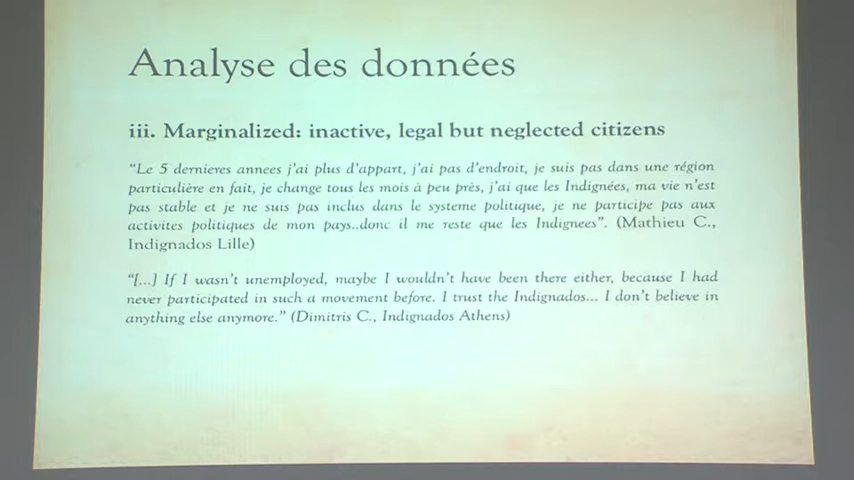 Analyse des données
iii. Marginalized: inactive, legal but neglected citizens
“Le 5 dernieres annees j’ai plus d’appart, j’ai pas d’endroit, je suis pas dans une région
particulière en fait, je change tous les mois à peu près, j’ai que les Indignées, ma vie n’est
pas stable et je ne suis pas inclus dans le systeme politique, je ne participe pas aux
activites politiques de mon pays..donc il me reste que les Indignees”. (Mathieu C.,
Indignados Lille)
“[...] If I wasn’t unemployed, maybe I wouldn’t have been there either, because I had
never participated in such a movement before. I trust the Indignados... I don’t believe in
anything else anymore.” (Dimitris C., Indignados Athens)